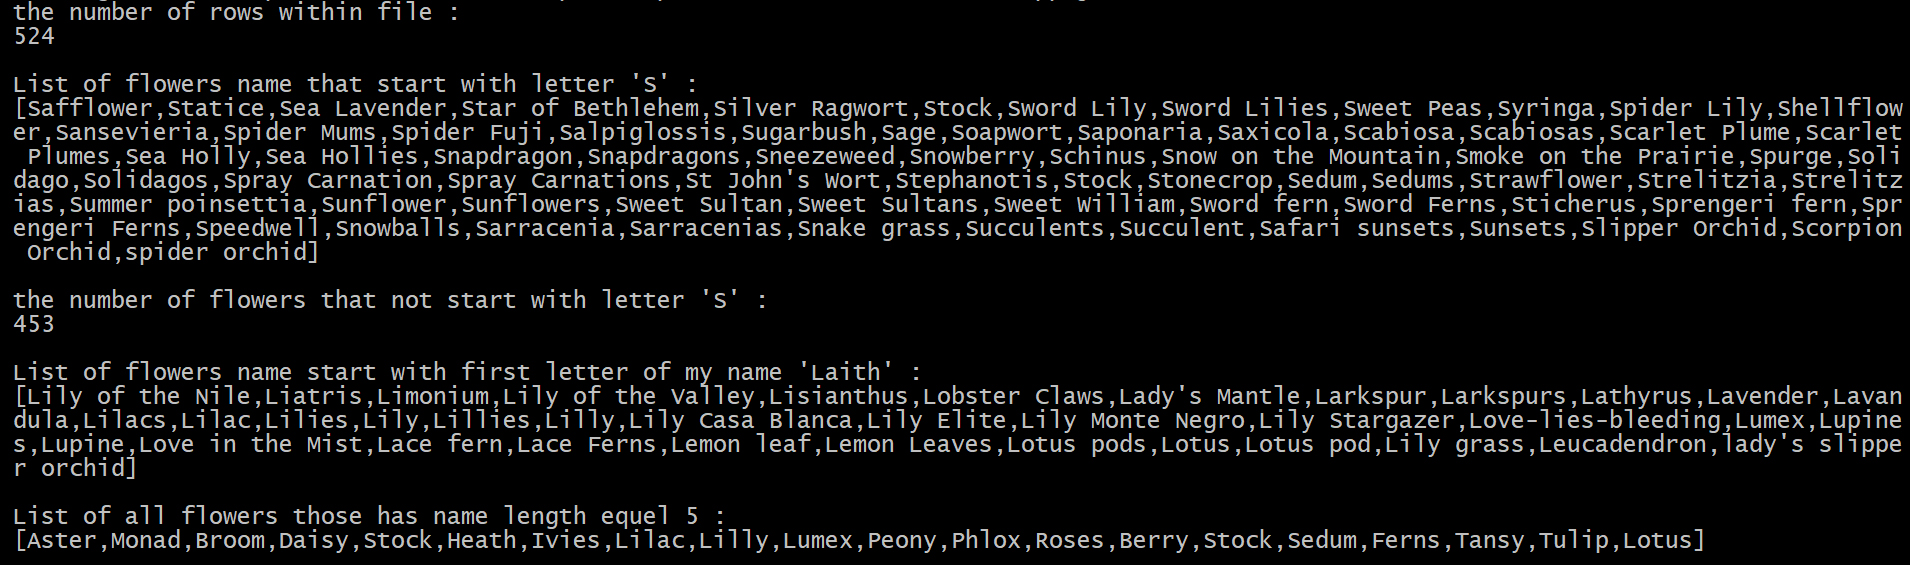 the number of rows within file :
524
List of flowers name that start with letter 'S' :
[Safflower,Statice,Sea Lavender,Star of Bethlehem,Silver Ragwort,Stock,Sword Lily,Sword Lilies,Sweet Peas,Syringa,Spider Lily,Shellflow
er,Sansevieria,Spider Mums,Spider Fuji,Salpiglossis,Sugarbush,Sage,Soapwort,Saponaria,Saxicola,Scabiosa,Scabiosas,Scarlet Plume,Scarlet
Plumes,Sea Holly,Sea Hollies,Snapdragon,Snapdragons,Sneezeweed,Snowberry,Schinus,Snow on the Mountain,Smoke on the Prairie,Spurge,Soli
dago,Solidagos,Spray Carnation,Spray Carnations,St John's Wort,Stephanotis,Stock,Stonecrop,Sedum,Sedums,Strawflower,Strelitzia,Strelitz
ias,Summer poinsettia,Sunflower,Sunflowers,Sweet Sultan,Sweet Sultans,Sweet William,Sword fern,Sword Ferns,Sticherus,Sprengeri fern,Spr
engeri Ferns,Speedwell,Snowballs,Sarracenia,Sarracenias,Snake grass,Succulents,Succulent,Safari sunsets,Sunsets,Slipper Orchid,Scorpion
Orchid,spider orchid]
the number of flowers that not start with letter 'S' :
453
List of flowers name start with first letter of my name 'Laith' :
[Lily of the Nile,Liatris,Limonium,Lily of the Valley,Lisianthus,Lobster Claws,Lady's Mantle,Larkspur,Larkspurs,Lathyrus,Lavender,Lavan
dula,Lilacs,Lilac,Lilies,Lily,Lillies,Lilly,Lily Casa Blanca,Lily Elite,Lily Monte Negro,Lily Stargazer,Love-lies-bleeding,Lumex,Lupine
s,Lupine,Love in the Mist,Lace fern,Lace Ferns,Lemon leaf,Lemon Leaves,Lotus pods,Lotus,Lotus pod,Lily grass,Leucadendron,lady's slippe
r orchid]
List of all flowers those has name length equel 5 :
[Aster,Monad,Broom,Daisy,Stock,Heath,Ivies,Lilac,Lilly,Lumex,Peony,Phlox,Roses,Berry,Stock,Sedum,Ferns,Tansy,Tulip,Lotus]